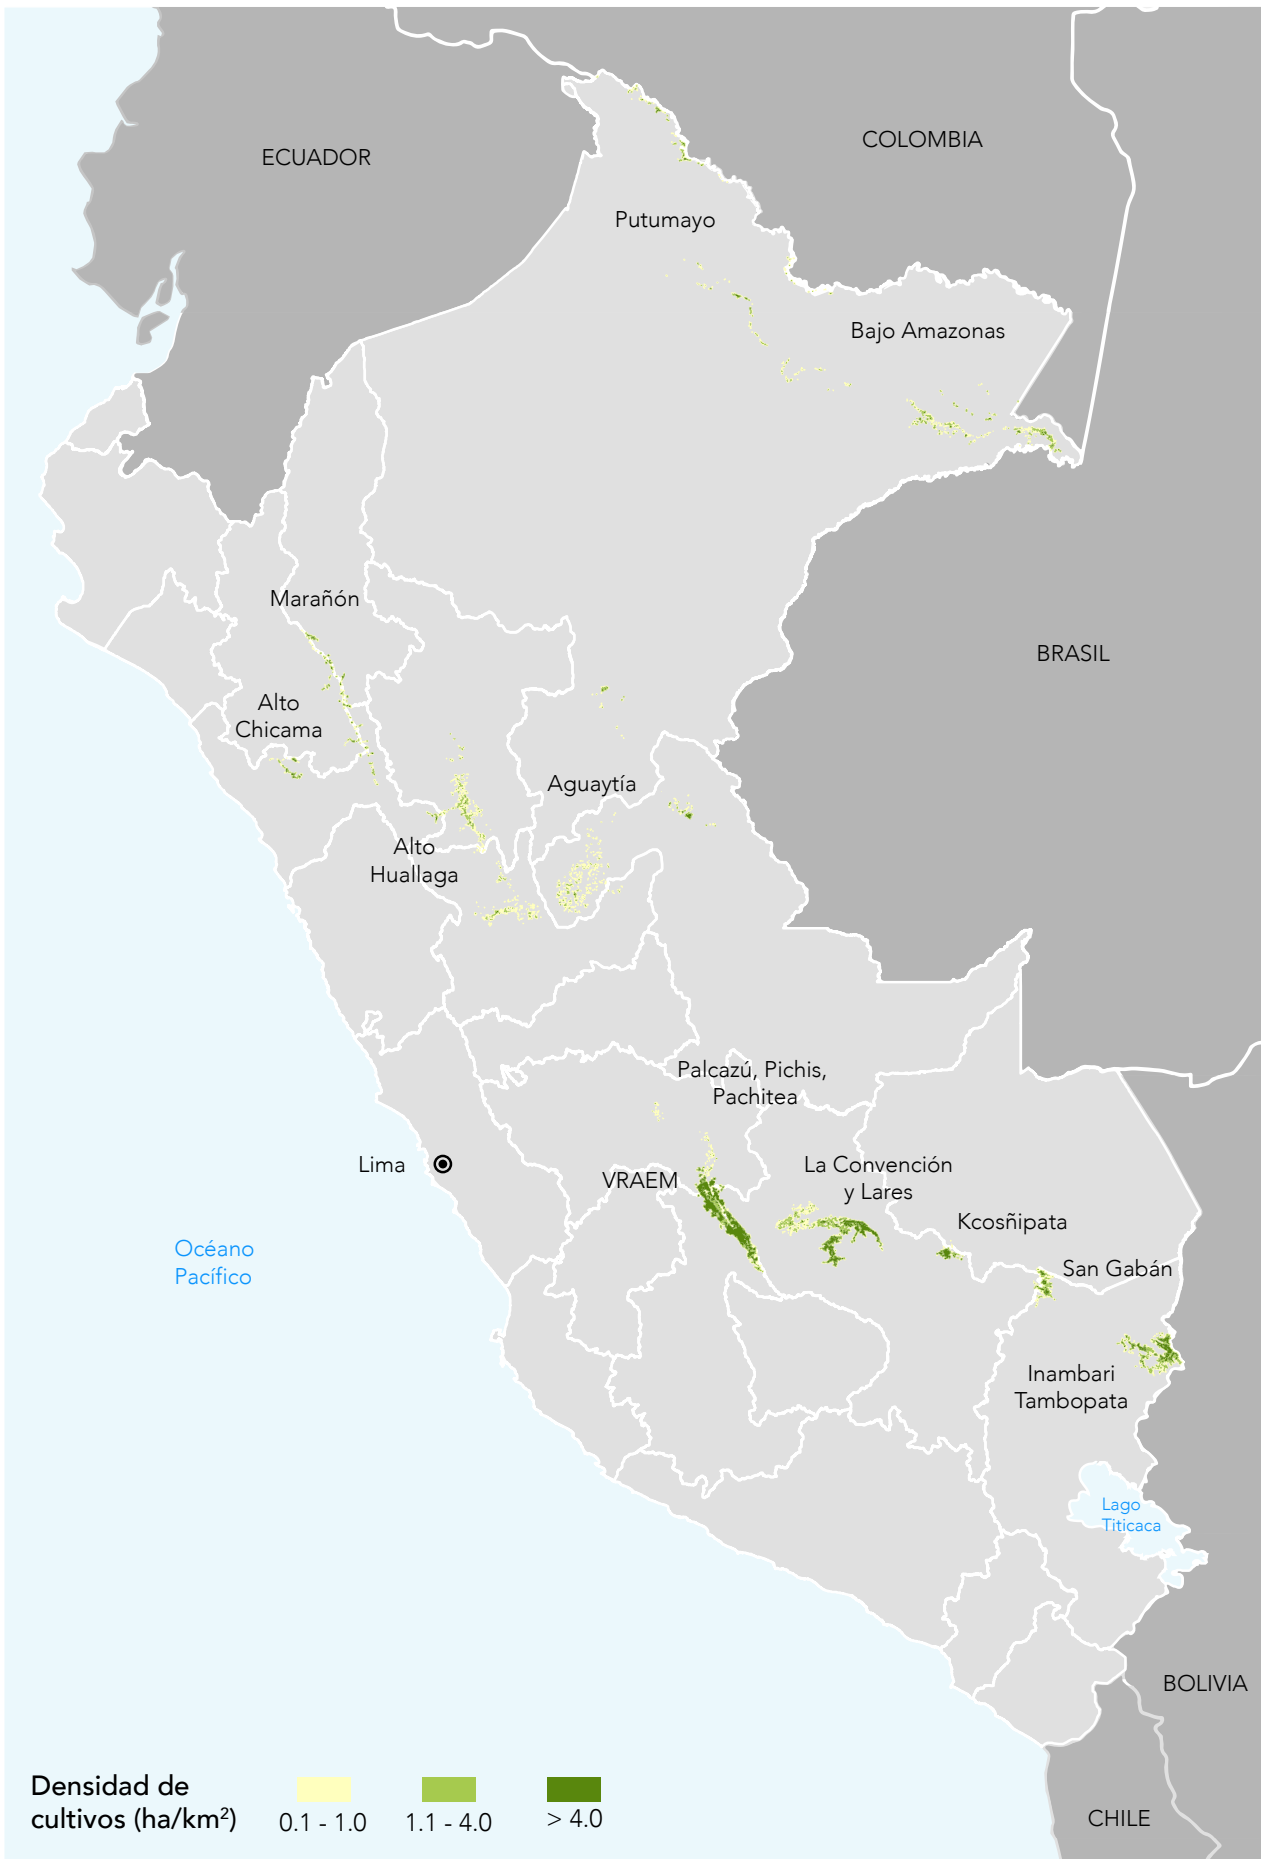 COLOMBIA
ECUADOR
Putumayo
Bajo Amazonas
Marañón
BRASIL
Alto
Chicama
Aguaytía
Alto
Huallaga
Palcazú, Pichis,
Pachitea
Lima
VRAEM
La Convención
y Lares
Kcosñipata
Océano
Pacífico
San Gabán
Inambari
Tambopata
Lago
Titicaca
BOLIVIA
CHILE
Densidad de
cultivos (ha/km²)
0.1 - 1.0
1.1 - 4.0
> 4.0